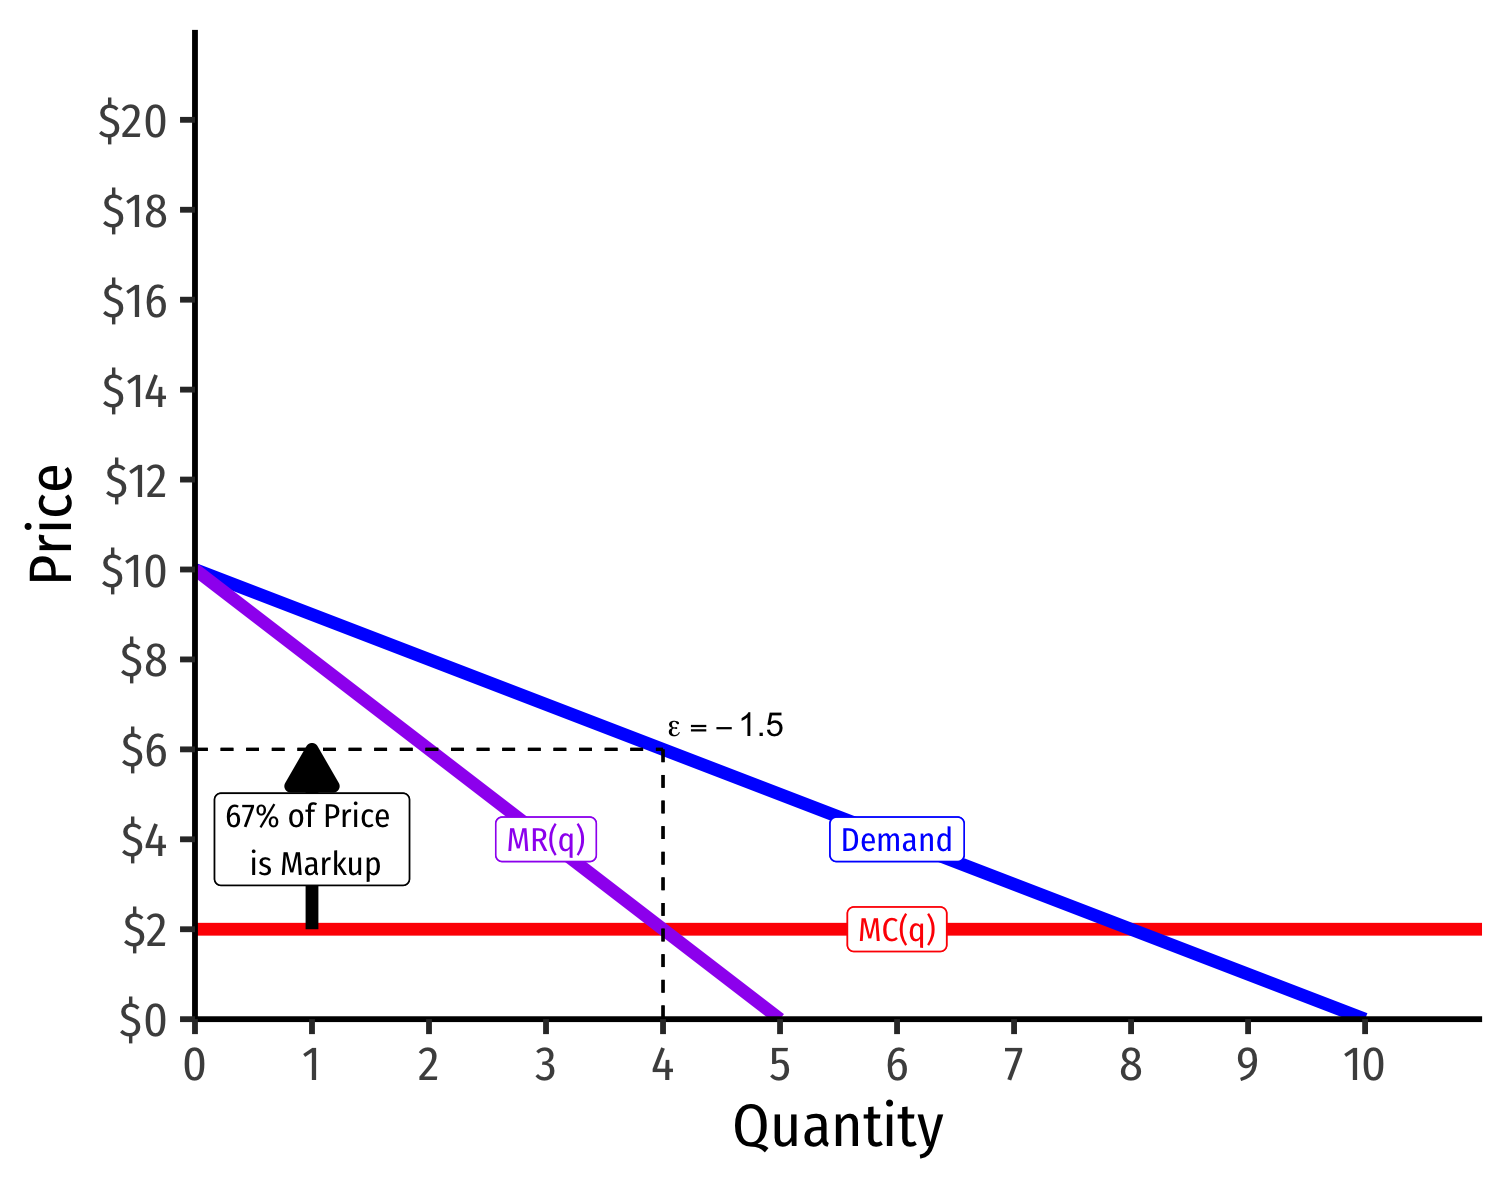 Price
$20
$18
$16
$14
$12
$10
$8
$6
$4
$2
$0
ε = – 1.5
67% of Price
is Markup
MR(q)
Demand
MC(q)
0 1 2 3 4 5 6 7 8 9 10
Quantity